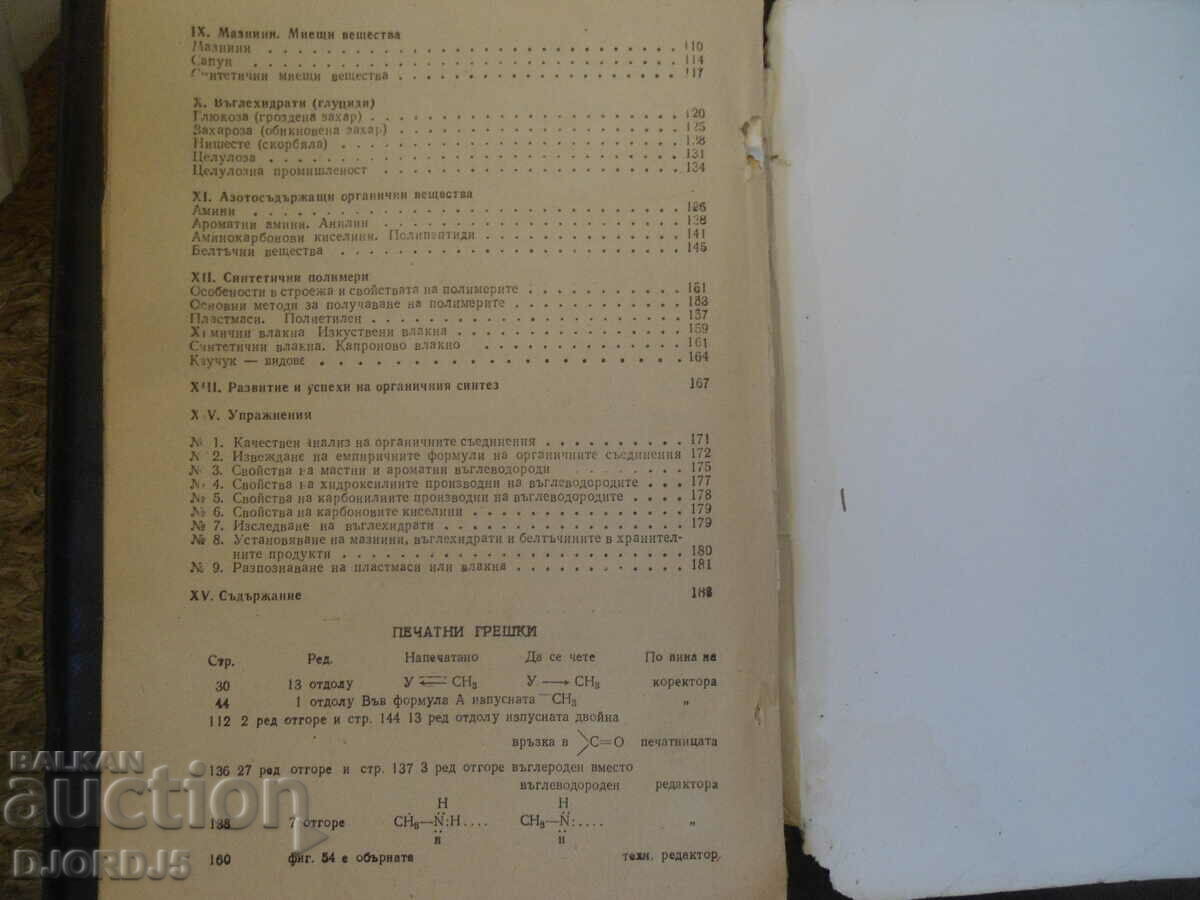 IX. Мазнини. Миещи вещества
Мазнини . . . 110
Сапун . . . 114
Синтетични миещи вещества . . . 117
X. Въглехидрати (глуциди)
Глюкоза (гроздена захар) . . . 120
Захароза (обикновена захар) . . . 125
Нишесте (скорбяла) . . . 128
Целулоза . . . 131
Целулозна промишленост . . . 134
XI. Азотосъдържащи органични вещества
Амини . . . 136
Ароматни амини. Анилин . . . 138
Аминокарбонови киселини. Полипептиди . . . 141
Белтъчни вещества . . . 145
XII. Синтетични полимери
Особености в строежа и свойствата на полимерите . . . 151
Основни методи за получаване на полимерите . . . 153
Пластмаси. Полиетилен . . . 157
Химични влакна Изкуствени влакна . . . 159
Синтетични влакна. Капроново влакно . . . 161
Каучук — видове . . . 164
XIII. Развитие и успехи на органичния синтез 167
XIV. Упражнения
№ 1. Качествен анализ на органичните съединения . . . 171
№ 2. Извеждане на емпиричните формули на органичните съединения 172
№ 3. Свойства на мастни и ароматни въглеводороди . . . 175
№ 4. Свойства на хидроксилните производни на въглеводородите . . . 177
№ 5. Свойства на карбонилните производни на въглеводородите . . . 178
№ 6. Свойства на карбоновите киселини . . . 179
№ 7. Изследване на въглехидрати . . . 179
№ 8. Установяване на мазнини, въглехидрати и белтъчините в хранител-
ните продукти . . . 180
№ 9. Разпознаване на пластмаси или влакна . . . 181
XV. Съдържание
ПЕЧАТНИ ГРЕШКИ
Стр. Ред. Напечатано Да се чете По вина на
30 13 отдолу У ⇌ CH₃ У ⟶ CH₃ коректора
44 1 отдолу Във формула А изпусната —CH₃ „
112 2 ред отгоре и стр. 144 13 ред отдолу изпусната двойна
връзка в >C=O печатницата
136 27 ред отгоре и стр. 137 3 ред отгоре въглероден вместо
въглеводороден редактора
H H
138 7 отгоре CH₃—N̈:H.... CH₃—N̈:.... „
H H
160 фиг. 54 е обърната техн. редактор.
BALKAN
auction
DJORDJ5